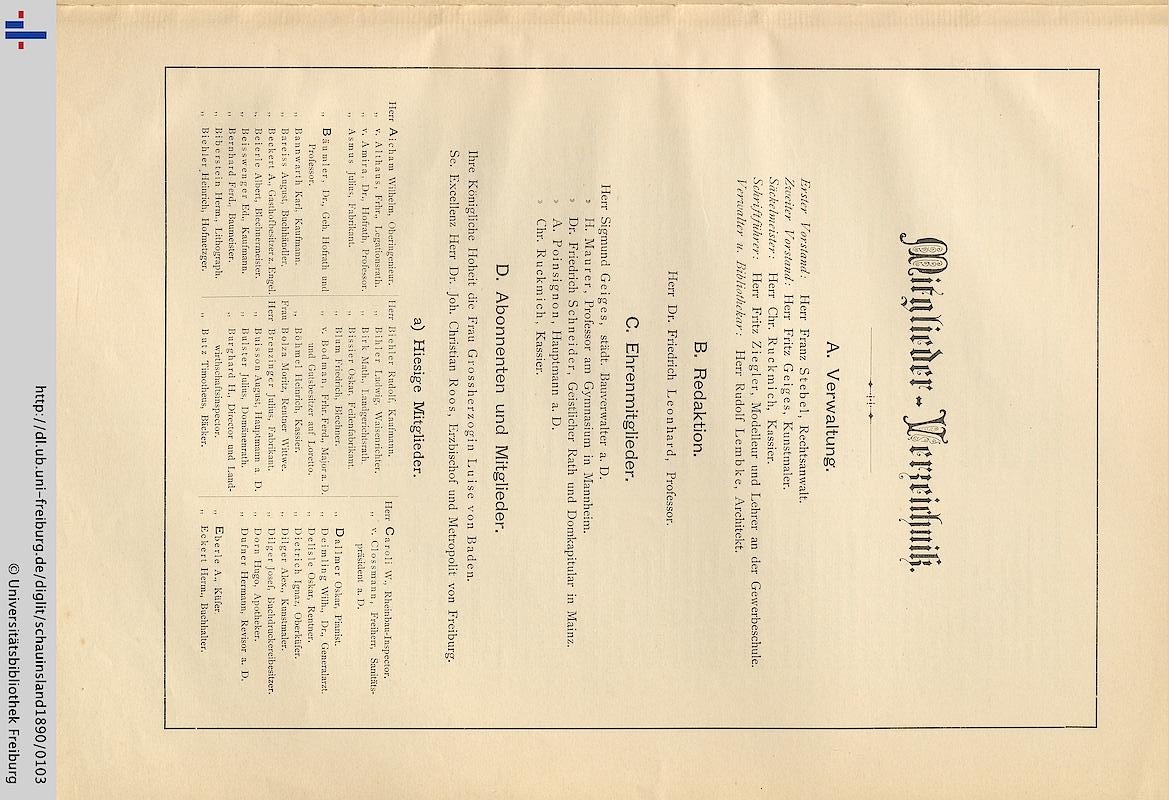 Mitglieder-Verzeichniß.
A. Verwaltung.
Erster Vorstand: Herr Franz Stebel, Rechtsanwalt.
Zweiter Vorstand: Herr Fritz Geiges, Kunstmaler.
Säckelmeister: Herr Chr. Ruckmich, Kassier.
Schriftführer: Herr Fritz Ziegler, Modelleur und Lehrer an der Gewerbeschule.
Verwalter u. Bibliothekar: Herr Rudolf Lembke, Architekt.
B. Redaktion.
Herr Dr. Friedrich Leonhard, Professor.
C. Ehrenmitglieder.
Herr Sigmund Geiges, städt. Bauverwalter a. D.
» H. Maurer, Professor am Gymnasium in Mannheim.
» Dr. Friedrich Schneider, Geistlicher Rath und Domkapitular in Mainz.
» A. Poinsignon, Hauptmann a. D.
» Chr. Ruckmich, Kassier.
D. Abonnenten und Mitglieder.
Ihre Königliche Hoheit die Frau Grossherzogin Luise von Baden.
Se. Excellenz Herr Dr. Joh. Christian Roos, Erzbischof und Metropolit von Freiburg.
a) Hiesige Mitglieder.
Herr Aicham Wilhelm, Oberingenieur.
„ v. Althaus, Frhr., Legationsrath.
„ v. Amira, Dr., Hofrath, Professor.
„ Asmus Julius, Fabrikant.
„ Bäumler, Dr., Geh. Hofrath und
Professor.
„ Bannwarth Karl, Kaufmann.
„ Bareiss August, Buchhändler.
„ Beckert A., Gasthofbesitzer z. Engel.
„ Beierle Albert, Blechnermeister.
„ Beisswenger Ed., Kaufmann.
„ Bernhard Ferd., Baumeister.
„ Biberstein Herm., Lithograph.
„ Biehler Heinrich, Hofmetzger.
Herr Biehler Rudolf, Kaufmann.
„ Bihler Ludwig, Waisenrichter.
„ Birk Math., Landgerichtsrath.
„ Bissier Oskar, Feilenfabrikant.
„ Blum Friedrich, Blechner.
„ v. Bodman, Frhr. Ferd., Major a. D.
und Gutsbesitzer auf Loretto.
„ Böhmel Heinrich, Kassier.
Frau Bolza Moritz, Rentner Wittwe.
Herr Brenzinger Julius, Fabrikant.
„ Buisson August, Hauptmann a. D.
„ Bulster Julius, Domänenrath.
„ Burghard H., Director und Land-
wirthschaftsinspector.
„ Butz Timotheus, Bäcker.
Herr Caroli W., Rheinbau-Inspector.
„ v. Clossmann, Freiherr, Sanitäts-
präsident a. D.
„ Dallmer Oskar, Pianist.
„ Deimling Wilh., Dr., Generalarzt.
„ Delisle Oskar, Rentner.
„ Dietrich Ignaz, Oberküfer.
„ Dilger Alex., Kunstmaler.
„ Dilger Josef, Buchdruckereibesitzer.
„ Dorn Hugo, Apotheker.
„ Dufner Hermann, Revisor a. D.
„ Eberle A., Küfer
„ Eckert Herm., Buchhalter.
http://dl.ub.uni-freiburg.de/diglit/schauinsland1890/0103
© Universitätsbibliothek Freiburg